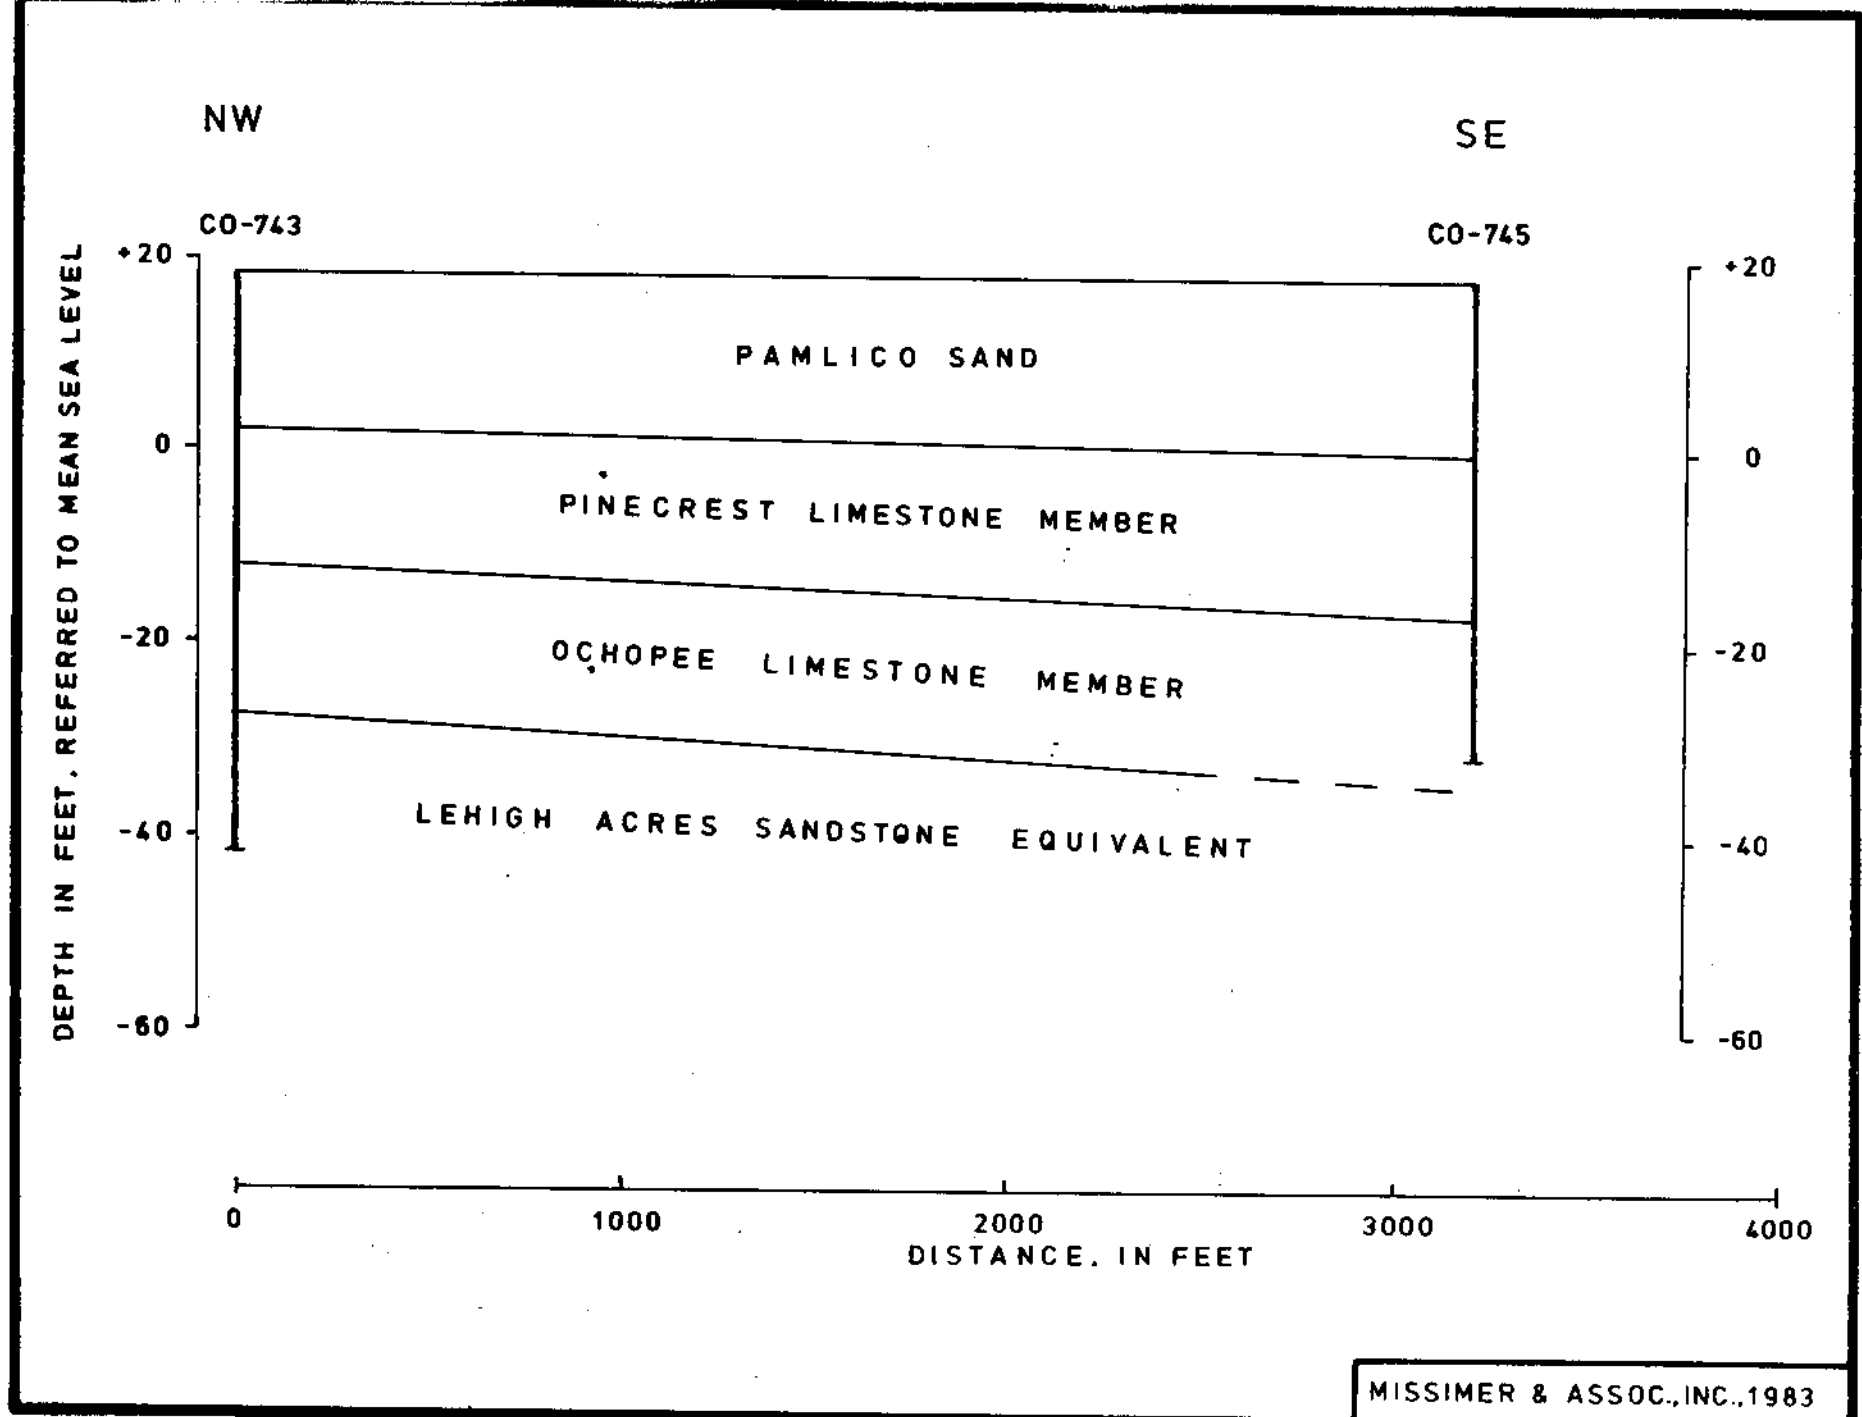 NW
SE
CO-743
CO-745
DEPTH IN FEET, REFERRED TO MEAN SEA LEVEL
+20
0
-20
-40
-60
+20
0
-20
-40
-60
PAMLICO SAND
PINECREST LIMESTONE MEMBER
OCHOPEE LIMESTONE MEMBER
LEHIGH ACRES SANDSTONE EQUIVALENT
0 1000 2000 3000 4000
DISTANCE, IN FEET
MISSIMER & ASSOC.,INC.,1983